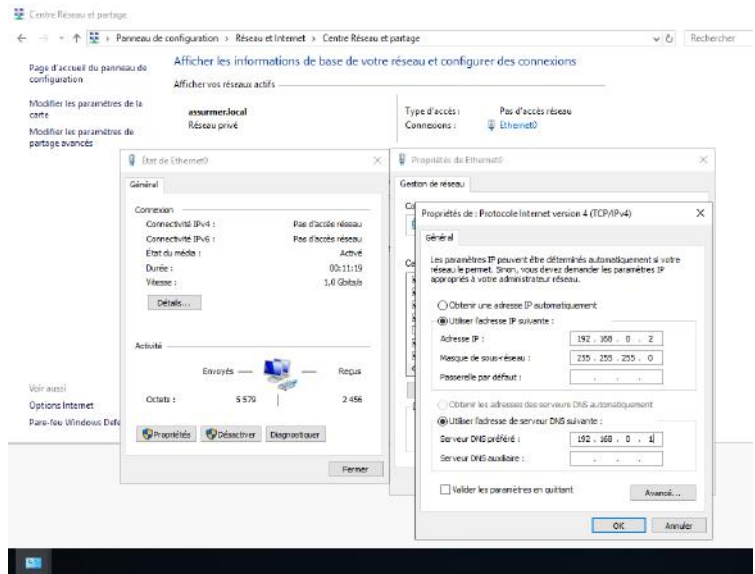 Centre Réseau et partage
Panneau de configuration › Réseau et Internet › Centre Réseau et partage
Rechercher
Page d'accueil du panneau de configuration
Modifier les paramètres de la carte
Modifier les paramètres de partage avancés
Afficher les informations de base de votre réseau et configurer des connexions
Afficher vos réseaux actifs
assurmer.local
Réseau privé
Type d'accès : Pas d'accès réseau
Connexions : Ethernet0
État de Ethernet0
Général
Connexion
Connectivité IPv4 : Pas d'accès réseau
Connectivité IPv6 : Pas d'accès réseau
État du média : Activé
Durée : 00:11:19
Vitesse : 1,0 Gbits/s
Détails...
Activité
Envoyés — Reçus
Octets : 5 579 | 2 456
Propriétés Désactiver Diagnostiquer
Fermer
Voir aussi
Options Internet
Pare-feu Windows Defe
Propriétés de Ethernet0
Gestion de réseau
Propriétés de : Protocole Internet version 4 (TCP/IPv4)
Général
Les paramètres IP peuvent être déterminés automatiquement si votre
réseau le permet. Sinon, vous devez demander les paramètres IP
appropriés à votre administrateur réseau.
Obtenir une adresse IP automatiquement
Utiliser l'adresse IP suivante :
Adresse IP : 192 . 168 . 0 . 2
Masque de sous-réseau : 255 . 255 . 255 . 0
Passerelle par défaut : . . .
Obtenir les adresses des serveurs DNS automatiquement
Utiliser l'adresse de serveur DNS suivante :
Serveur DNS préféré : 192 . 168 . 0 . 1
Serveur DNS auxiliaire : . . .
Valider les paramètres en quittant
Avancé...
OK Annuler